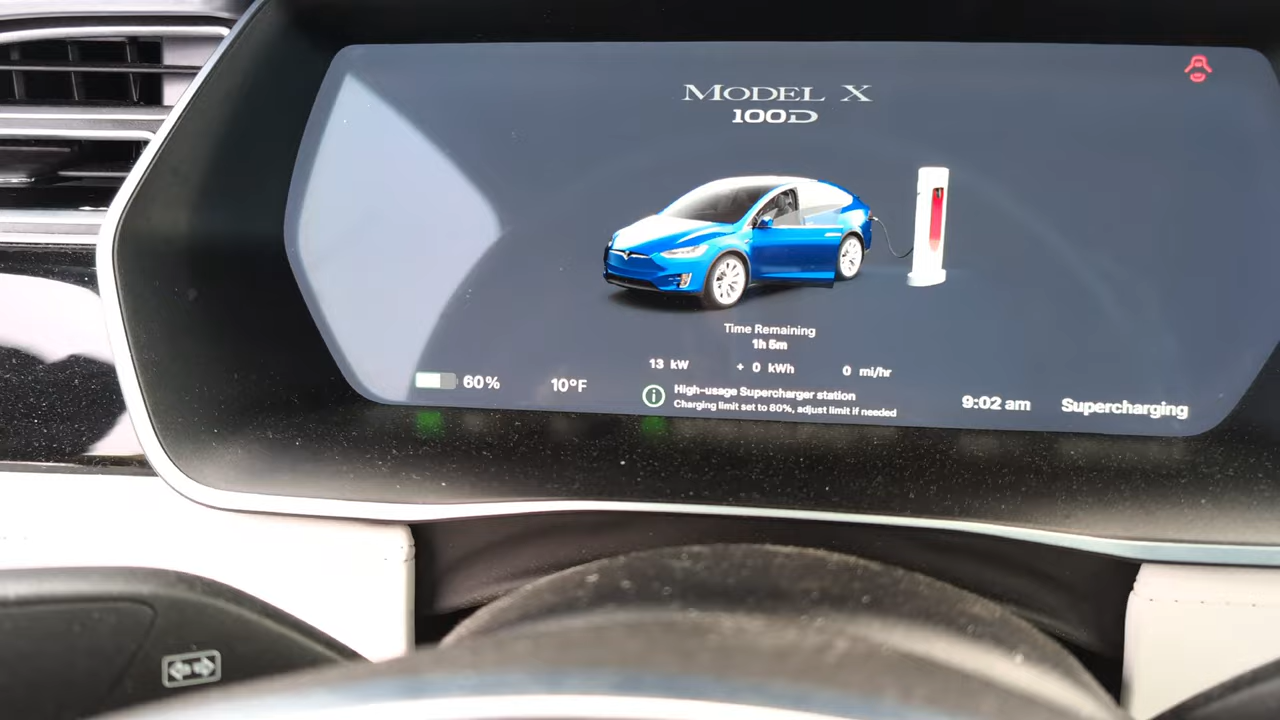 MODEL X
100D
Time Remaining
1h 5m
13 kW + 0 kWh 0 mi/hr
60% 10°F
High-usage Supercharger station
Charging limit set to 80%, adjust limit if needed
9:02 am Supercharging